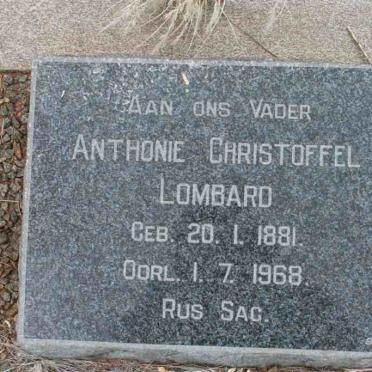 AAN ONS VADER
ANTHONIE CHRISTOFFEL
LOMBARD
GEB. 20. 1. 1881.
OORL. 1. 7. 1968.
RUS SAG.